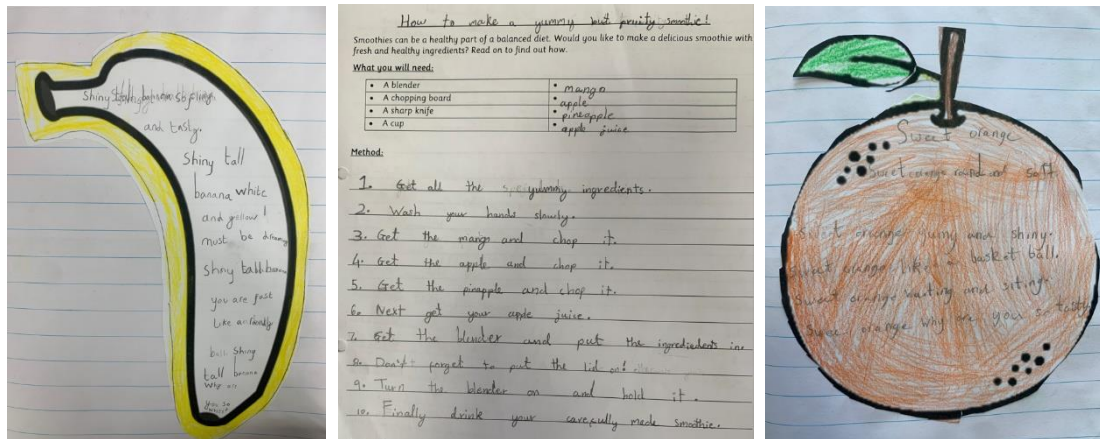 Shiny
and tasty.
Shiny tall
banana white
and yellow I
must be dreaming
Shiny tall banana
you are just
like a friendly
ball. Shiny
tall banana
why are
you so
How to make a yummy but fruity smothie!
Smoothies can be a healthy part of a balanced diet. Would you like to make a delicious smoothie with
fresh and healthy ingredients? Read on to find out how.
What you will need:
• A blender • mango
• A chopping board • apple
• A sharp knife • pineapple
• A cup • apple juice
Method:
1. Get all the yummy ingredients.
2. Wash your hands slowly.
3. Get the mango and chop it.
4. Get the apple and chop it.
5. Get the pineapple and chop it.
6. Next get your apple juice.
7. Get the blender and put the ingredients in.
8. Don't forget to put the lid on!
9. Turn the blender on and hold it.
10. Finally drink your carefully made smoothie.
Sweet orange
Sweet orange round and soft
Sweet orange yumy and shiny.
Sweet orange like a basket ball.
Sweet orange and
Sweet orange why are you so tasty